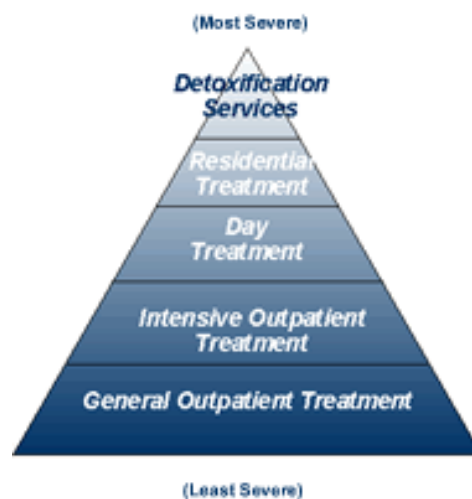 (Most Severe)
Detoxification
Services
Residential
Treatment
Day
Treatment
Intensive Outpatient
Treatment
General Outpatient Treatment
(Least Severe)